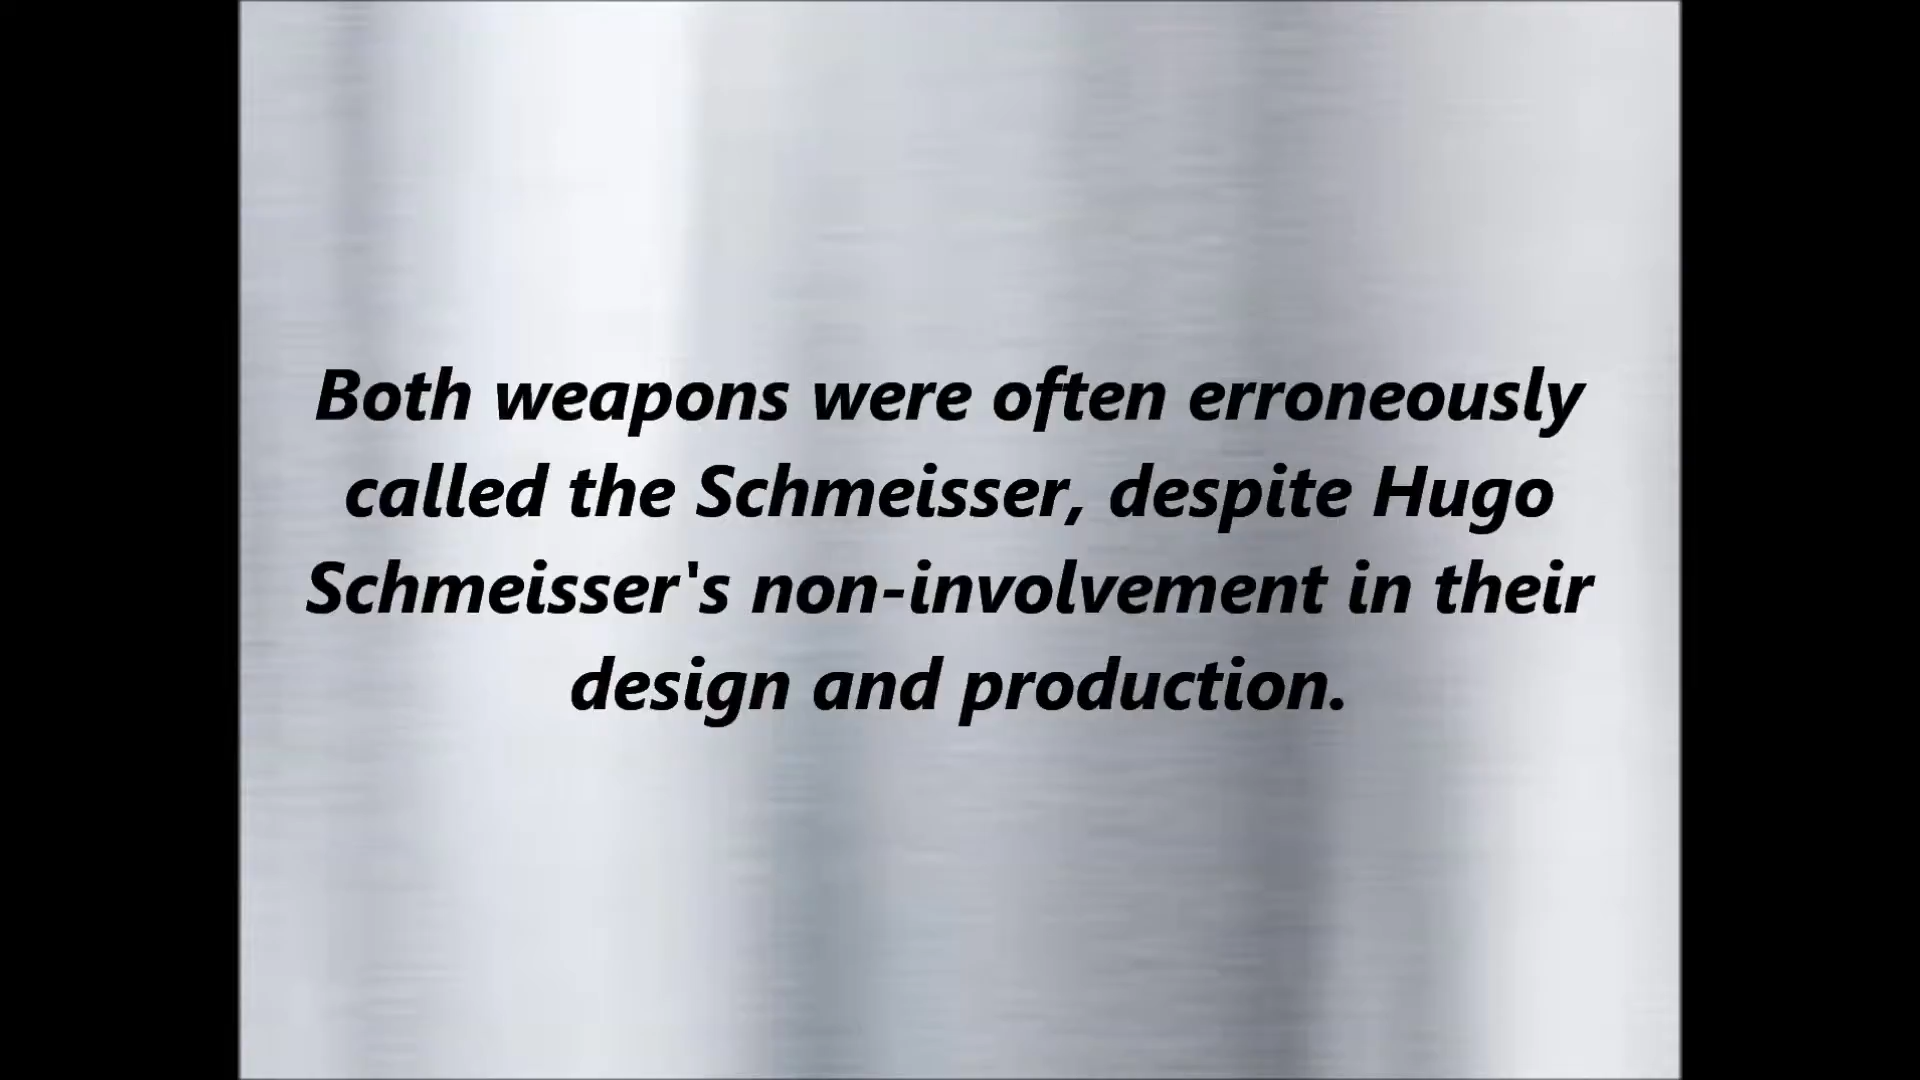 Both weapons were often erroneously
called the Schmeisser, despite Hugo
Schmeisser's non-involvement in their
design and production.